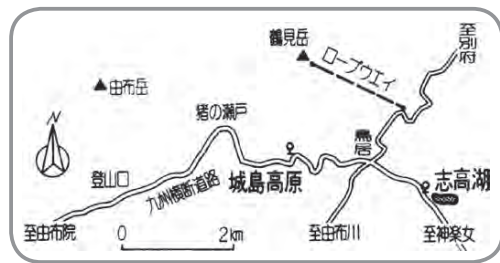 鶴見岳
ロープウエイ
至別府
由布岳
N
猪の瀬戸
鳥居
登山口
九州横断道路
城島高原
志高湖
至由布院
0 2km
至由布川
至神楽女